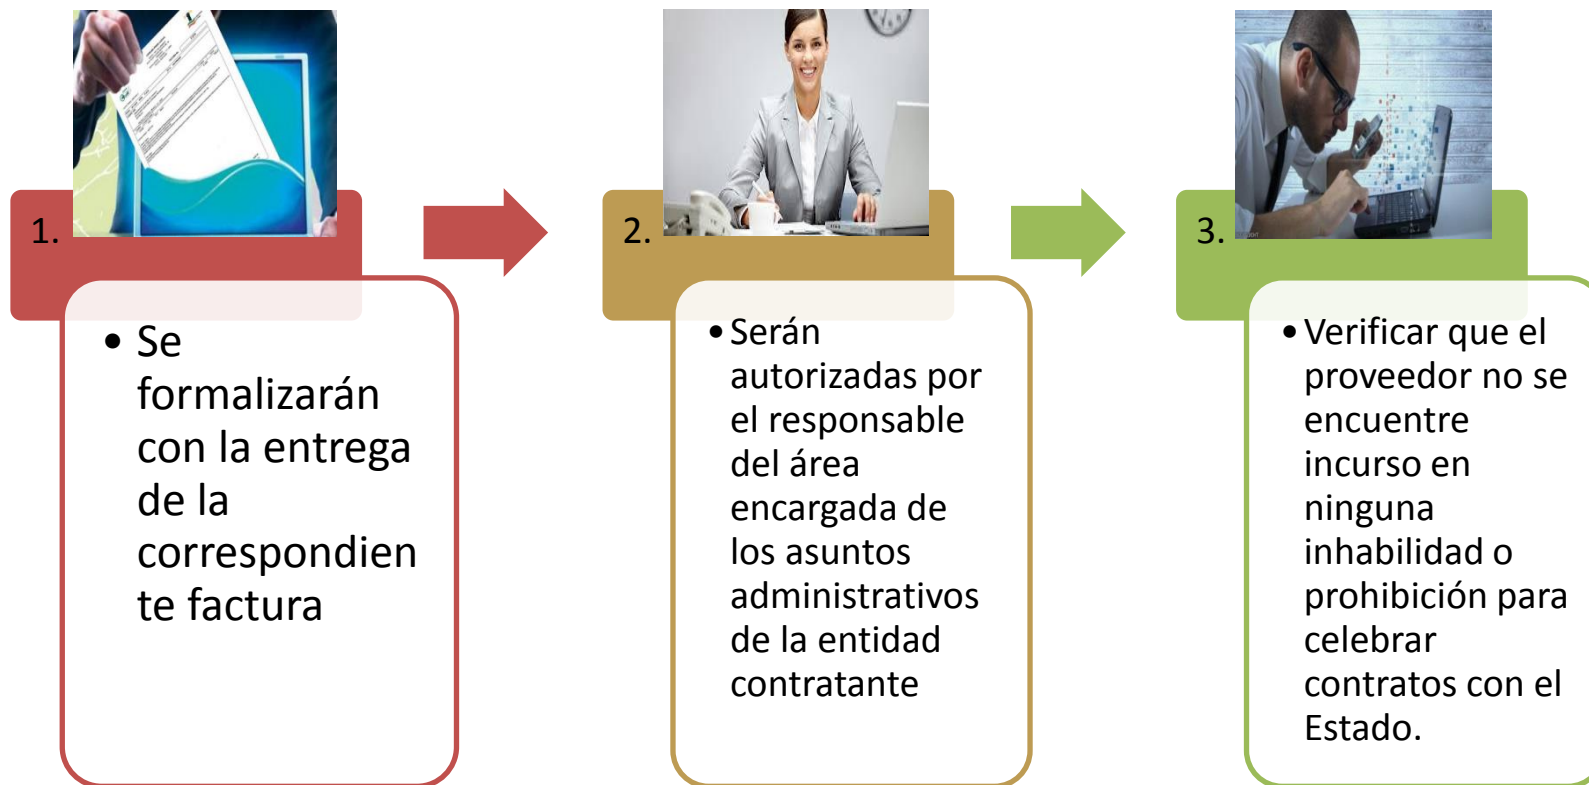 1.
• Se
formalizarán
con la entrega
de la
correspondien
te factura
2.
• Serán
autorizadas por
el responsable
del área
encargada de
los asuntos
administrativos
de la entidad
contratante
3.
• Verificar que el
proveedor no se
encuentre
incurso en
ninguna
inhabilidad o
prohibición para
celebrar
contratos con el
Estado.